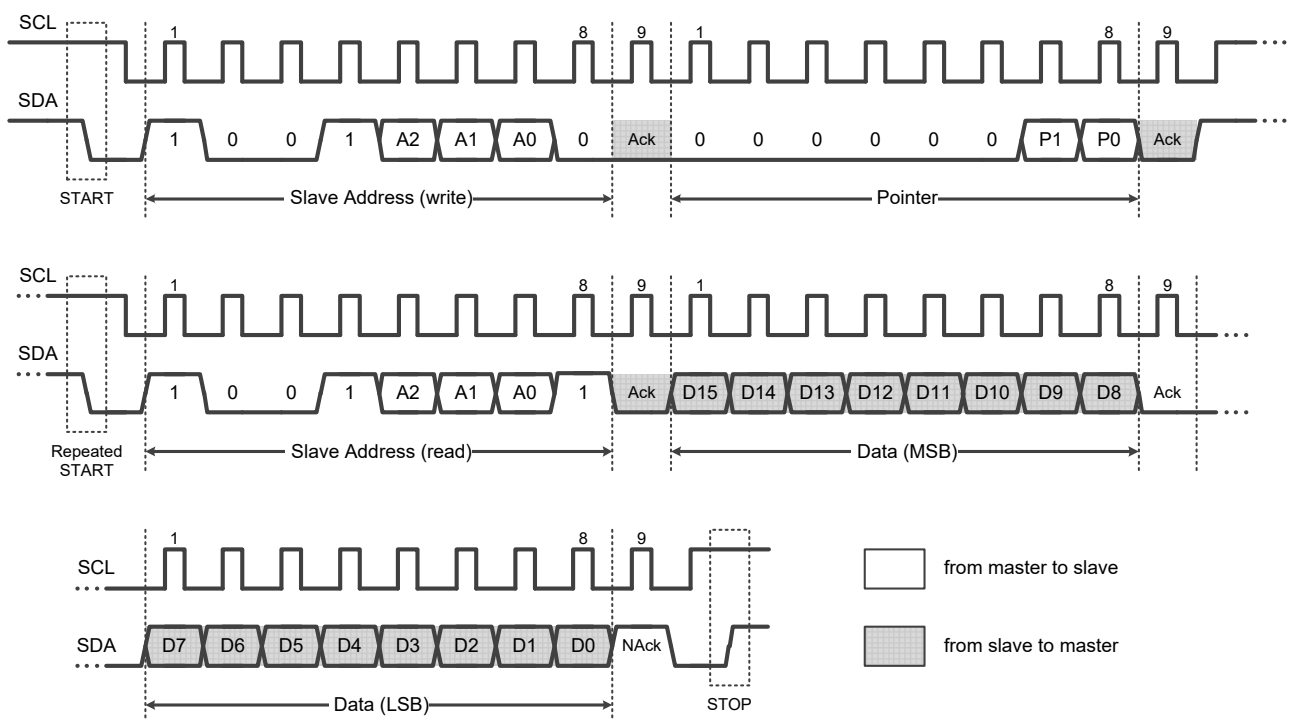 SCL
1 8 9 1 8 9
SDA
1 0 0 1 A2 A1 A0 0 Ack 0 0 0 0 0 0 P1 P0 Ack
START
Slave Address (write)
Pointer
SCL
1 8 9 1 8 9
SDA
1 0 0 1 A2 A1 A0 1 Ack D15 D14 D13 D12 D11 D10 D9 D8 Ack
Repeated
START
Slave Address (read)
Data (MSB)
1 8 9
SCL
from master to slave
SDA
D7 D6 D5 D4 D3 D2 D1 D0 NAck
from slave to master
Data (LSB)
STOP